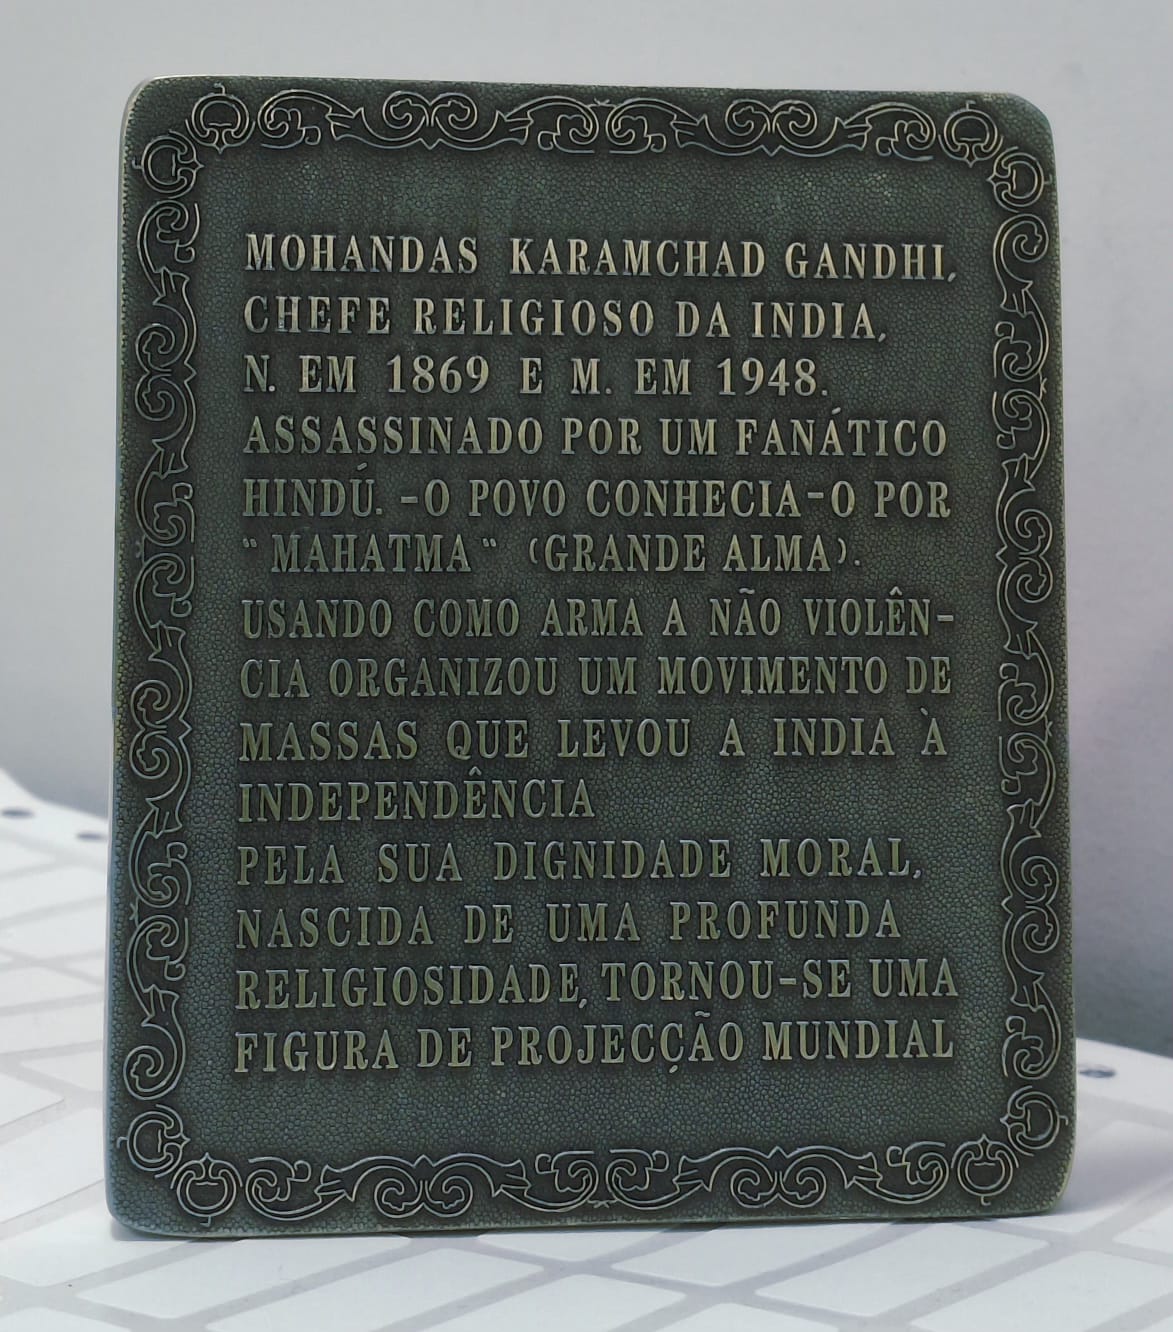 MOHANDAS KARAMCHAD GANDHI,
CHEFE RELIGIOSO DA INDIA,
N. EM 1869 E M. EM 1948.
ASSASSINADO POR UM FANÁTICO
HINDÚ. -O POVO CONHECIA-O POR
“ MAHATMA “ (GRANDE ALMA).
USANDO COMO ARMA A NÃO VIOLÊN-
CIA ORGANIZOU UM MOVIMENTO DE
MASSAS QUE LEVOU A INDIA À
INDEPENDÊNCIA
PELA SUA DIGNIDADE MORAL,
NASCIDA DE UMA PROFUNDA
RELIGIOSIDADE, TORNOU-SE UMA
FIGURA DE PROJECÇÃO MUNDIAL